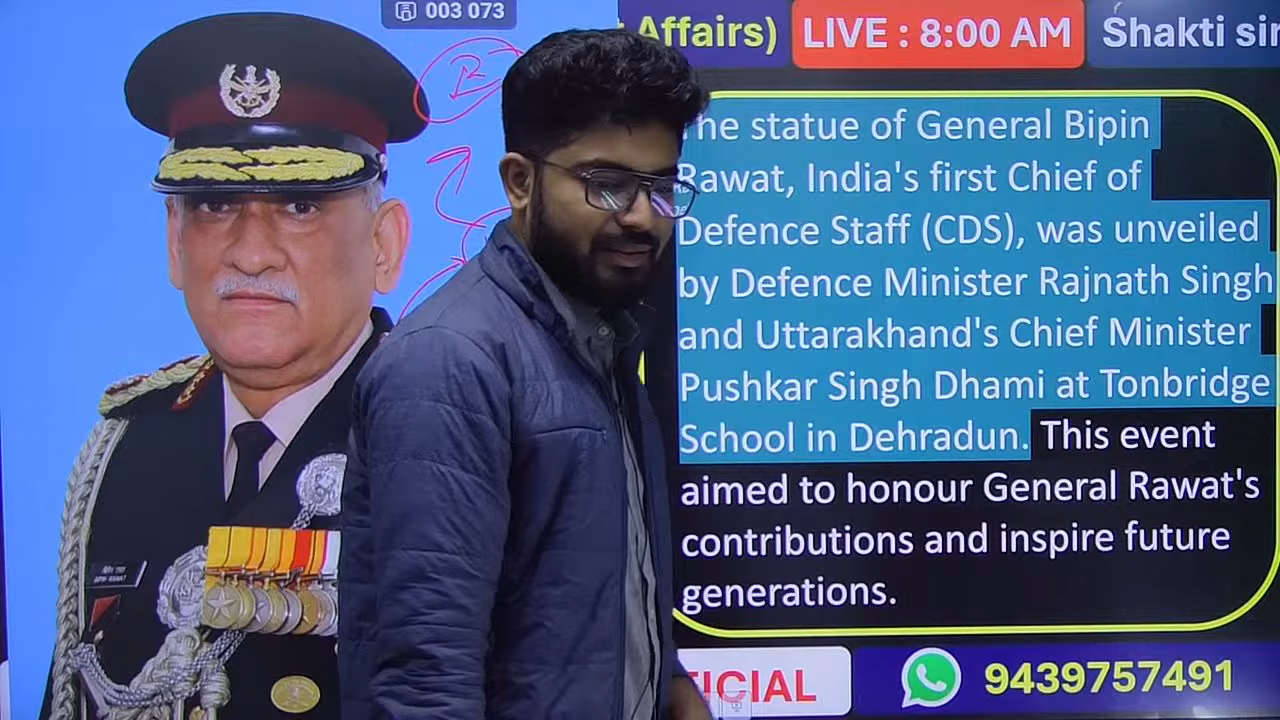 003 073
Affairs)
LIVE : 8:00 AM
Shakti sin
he statue of General Bipin
Rawat, India's first Chief of
Defence Staff (CDS), was unveiled
by Defence Minister Rajnath Singh
and Uttarakhand's Chief Minister
Pushkar Singh Dhami at Tonbridge
School in Dehradun. This event
aimed to honour General Rawat's
contributions and inspire future
generations.
FICIAL
9439757491